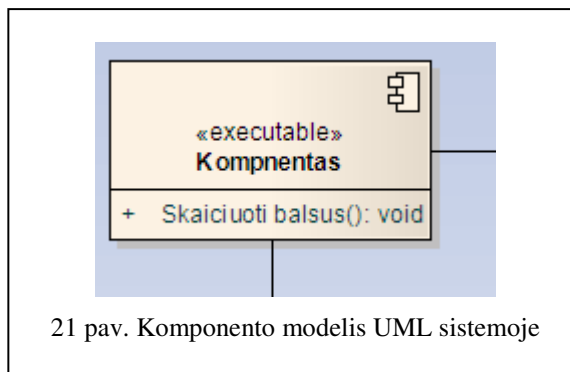 «executable»
Kompnentas
+ Skaiciuoti balsus(): void
21 pav. Komponento modelis UML sistemoje